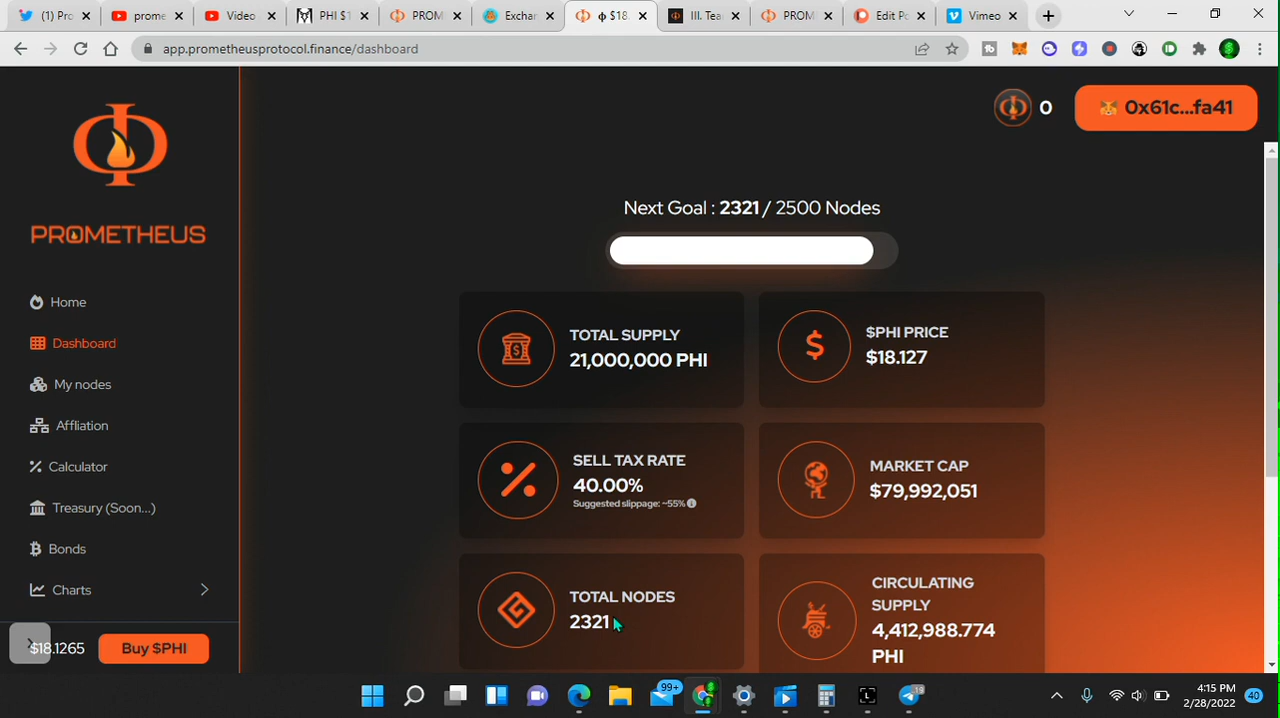 (1) Pro
prome
Video
PHI $1
PROM
Exchan
ф $18.
III. Tea
PROM
Edit Po
Vimeo
app.prometheusprotocol.finance/dashboard
0
0x61c...fa41
PROMETHEUS
Home
Dashboard
My nodes
Affliation
Calculator
Treasury (Soon...)
Bonds
Charts
$18.1265
Buy $PHI
Next Goal : 2321 / 2500 Nodes
TOTAL SUPPLY
21,000,000 PHI
$PHI PRICE
$18.127
SELL TAX RATE
40.00%
Suggested slippage: ~55%
MARKET CAP
$79,992,051
TOTAL NODES
2321
CIRCULATING
SUPPLY
4,412,988.774
PHI
99+
19
4:15 PM
2/28/2022
40